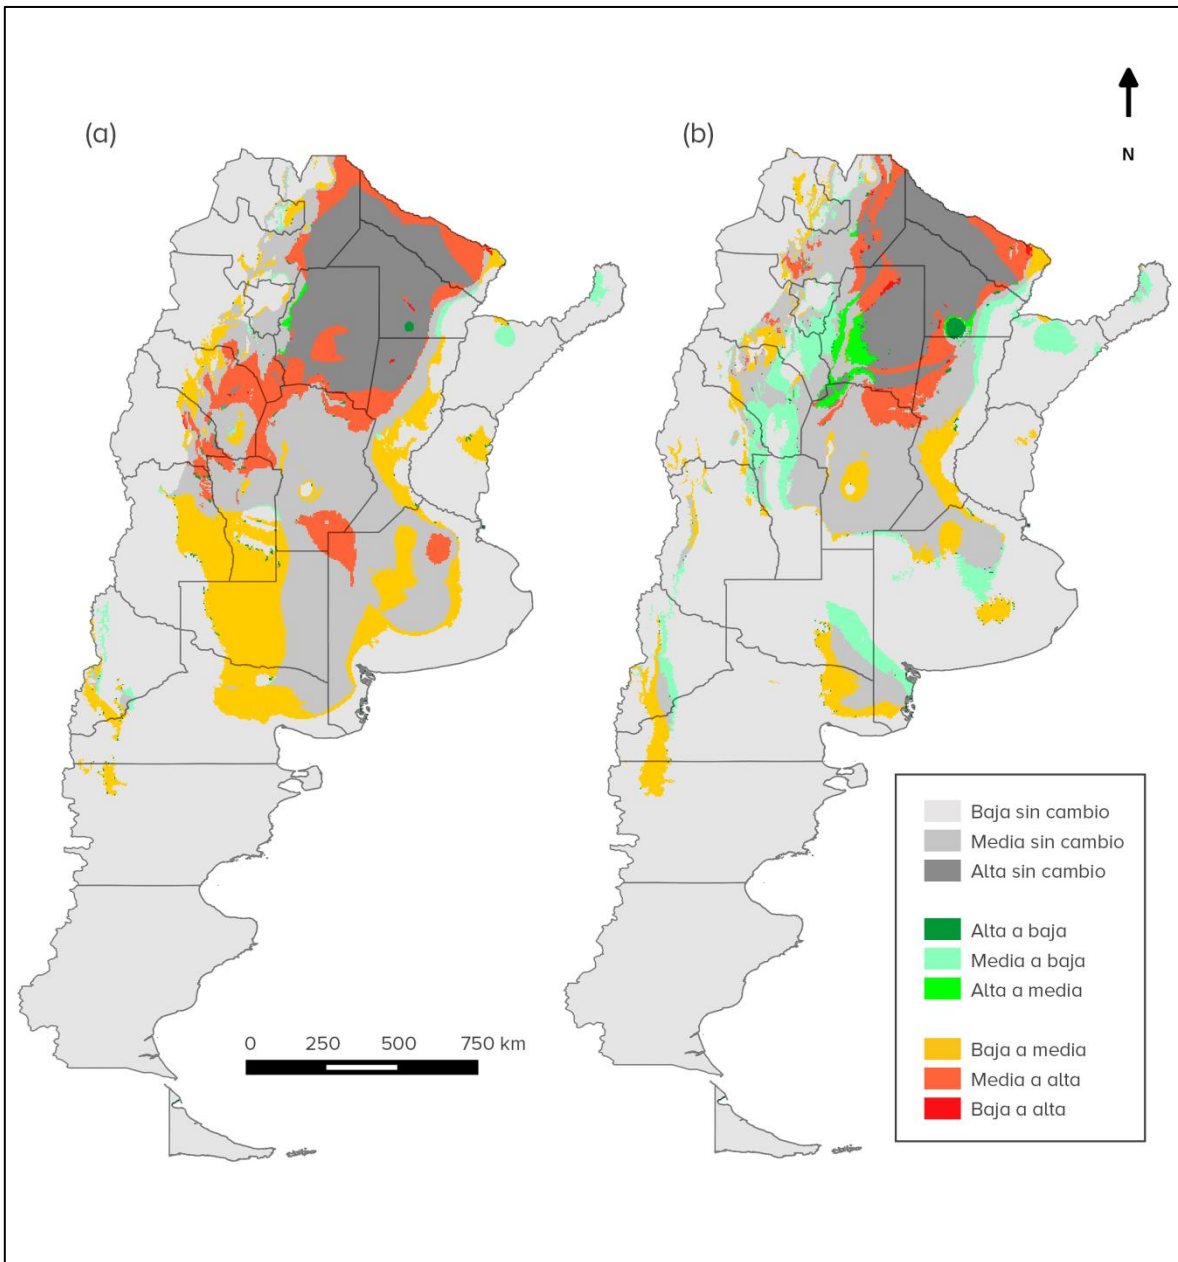 (a)
(b)
N
0 250 500 750 km
Baja sin cambio
Media sin cambio
Alta sin cambio
Alta a baja
Media a baja
Alta a media
Baja a media
Media a alta
Baja a alta